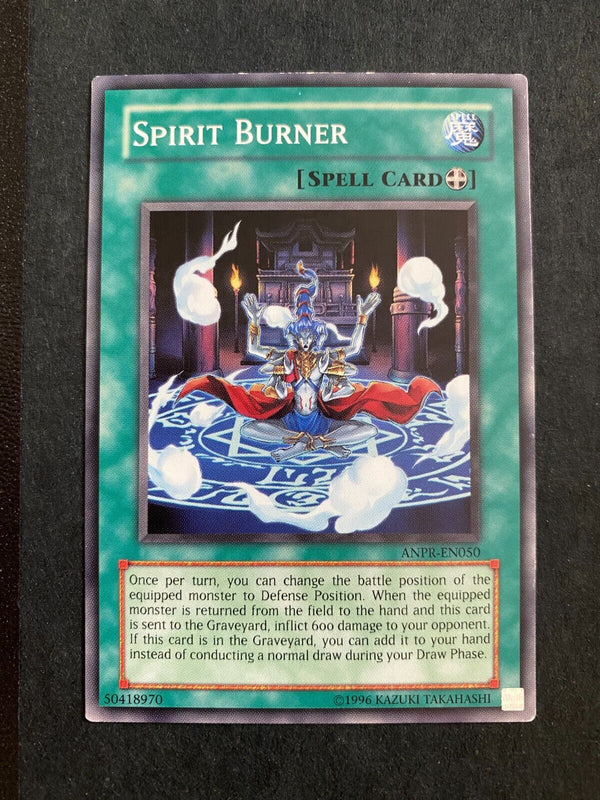 SPIRIT BURNER
SPELL
魔
[SPELL CARD]
ANPR-EN050
Once per turn, you can change the battle position of the
equipped monster to Defense Position. When the equipped
monster is returned from the field to the hand and this card
is sent to the Graveyard, inflict 600 damage to your opponent.
If this card is in the Graveyard, you can add it to your hand
instead of conducting a normal draw during your Draw Phase.
50418970
©1996 KAZUKI TAKAHASHI